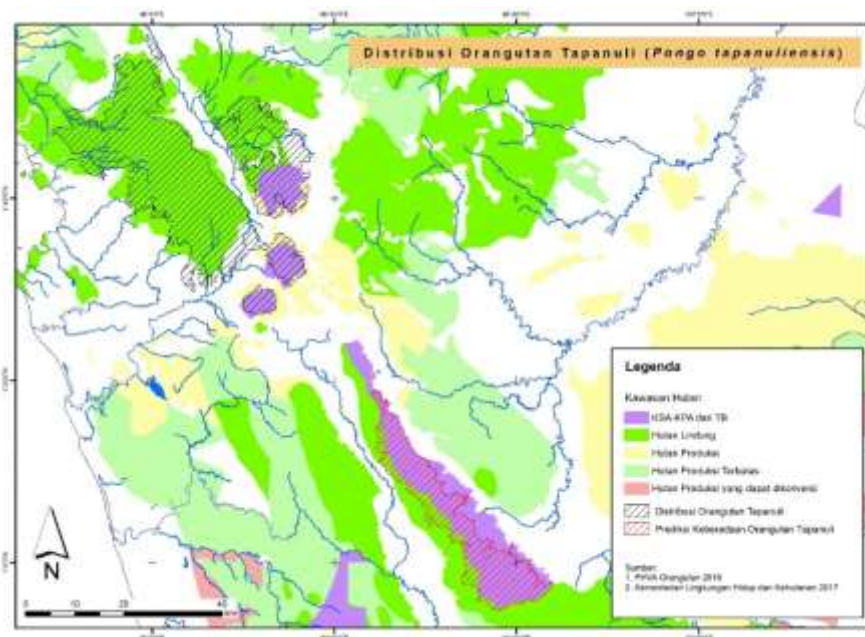 Distribusi Orangutan Tapanuli (Pongo tapanuliensis)
Legenda
Kawasan Hutan
KSA-KPA dan TB
Hutan Lindung
Hutan Produksi
Hutan Produksi Terbatas
Hutan Produksi yang dapat dikonversi
Distribusi Orangutan Tapanuli
Prediksi Keberadaan Orangutan Tapanuli
Sumber:
1. PHVA Orangutan 2016
2. Kementerian Lingkungan Hidup dan Kehutanan 2017
N
0 5 10 20 30 40